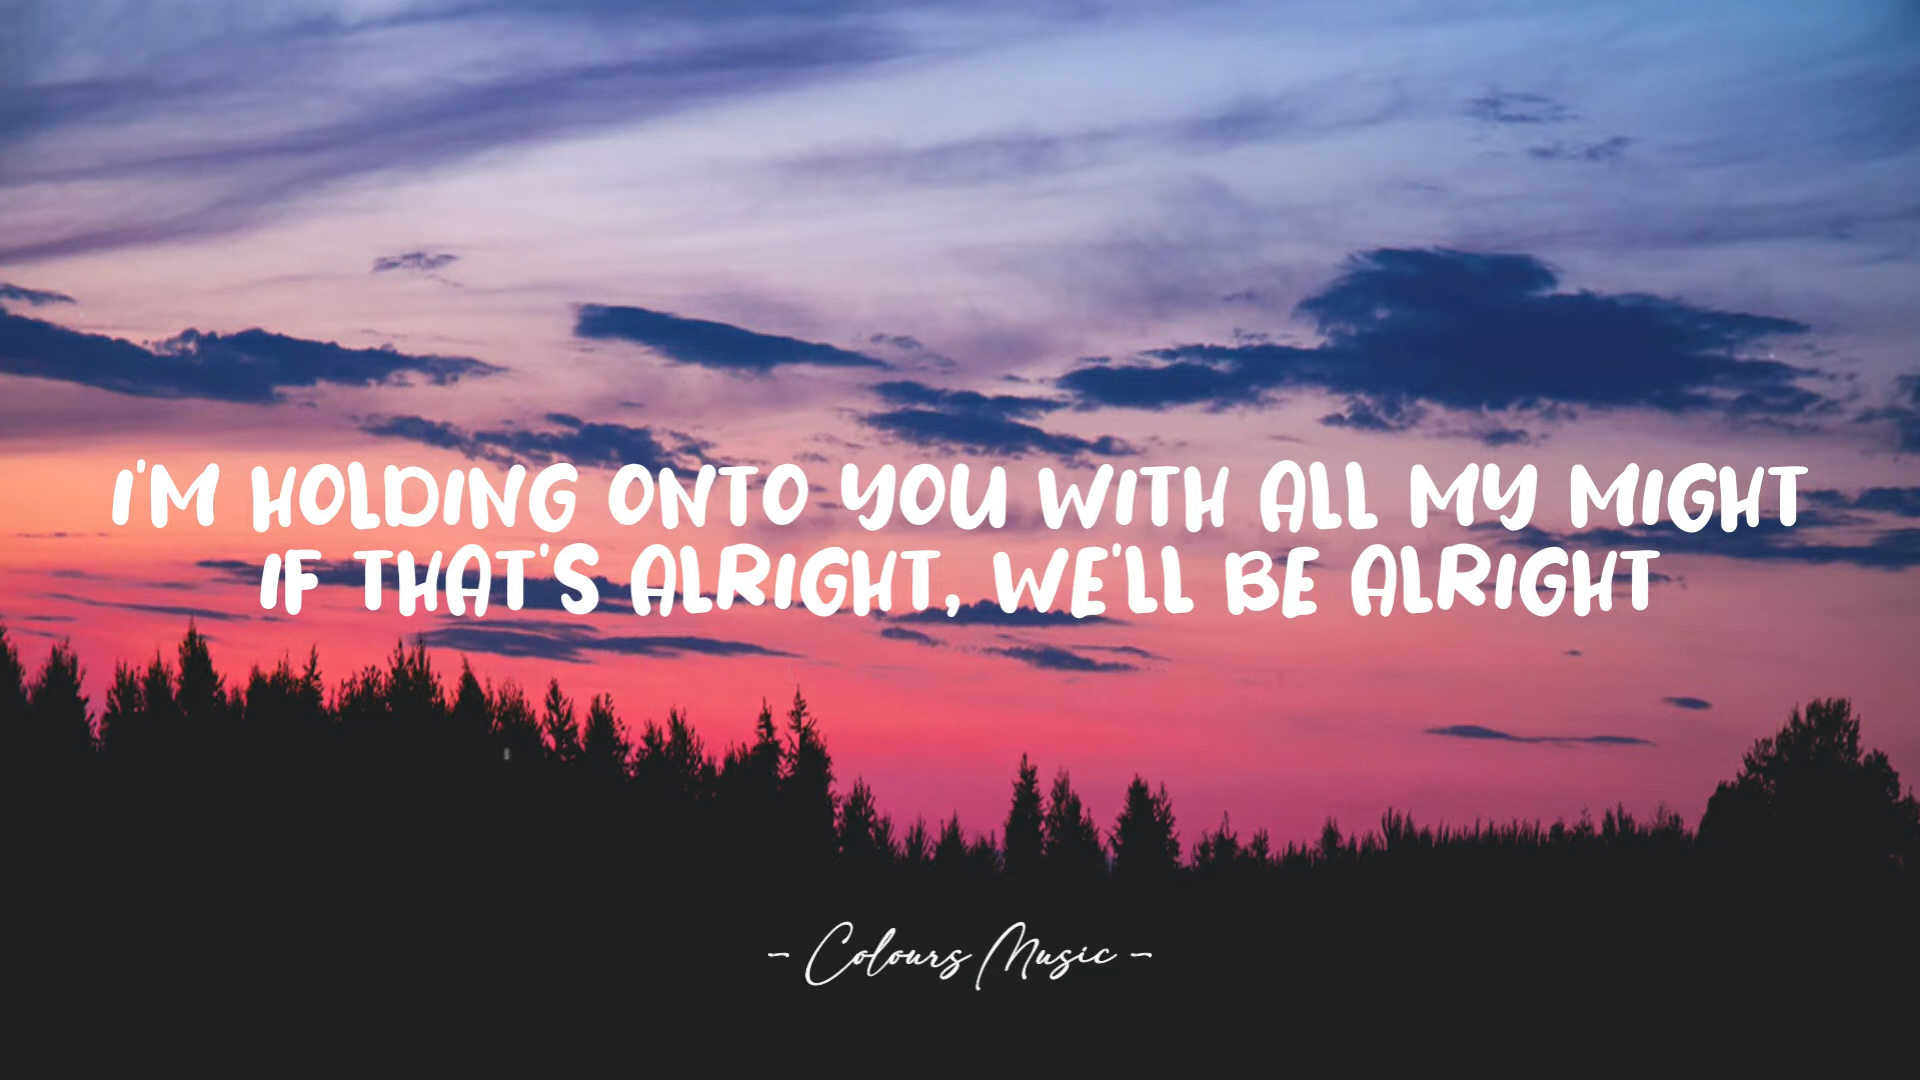 I'M HOLDING ONTO YOU WITH ALL MY MIGHT
IF THAT'S ALRIGHT, WE'LL BE ALRIGHT
- Colours Music -